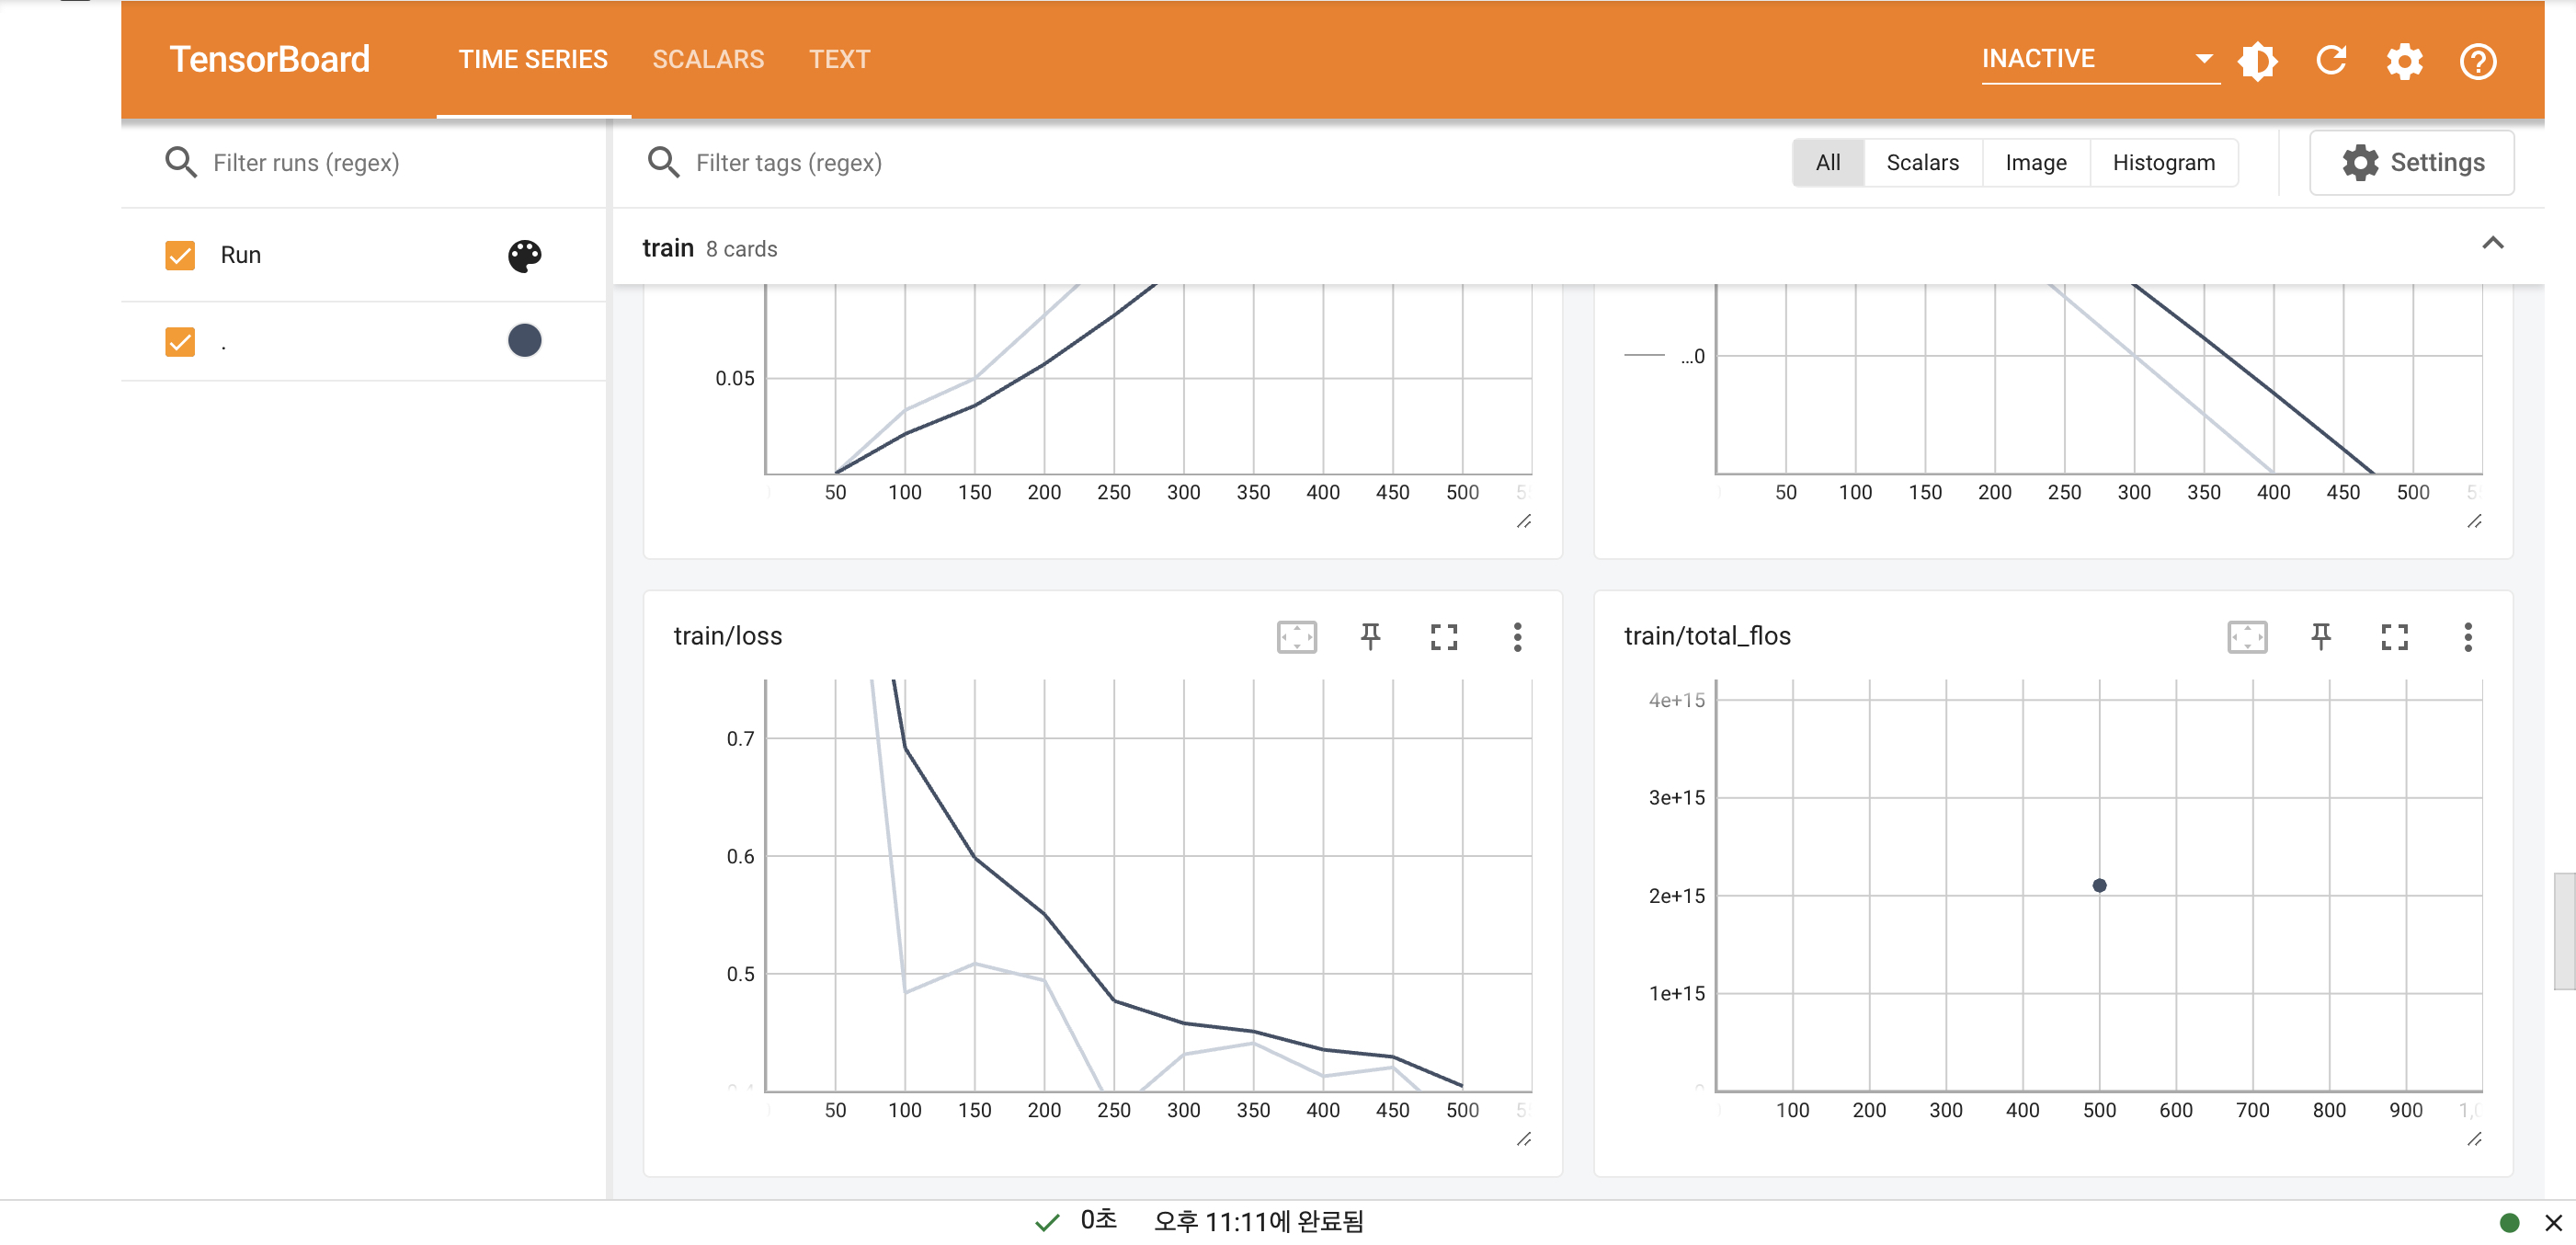 TensorBoard TIME SERIES SCALARS TEXT INACTIVE
Filter runs (regex) Filter tags (regex) All Scalars Image Histogram Settings
Run
.
train 8 cards
0.05
50 100 150 200 250 300 350 400 450 500
...0
50 100 150 200 250 300 350 400 450 500
train/loss
0.7
0.6
0.5
0.4
50 100 150 200 250 300 350 400 450 500
train/total_flos
4e+15
3e+15
2e+15
1e+15
0
100 200 300 400 500 600 700 800 900
0초 오후 11:11에 완료됨